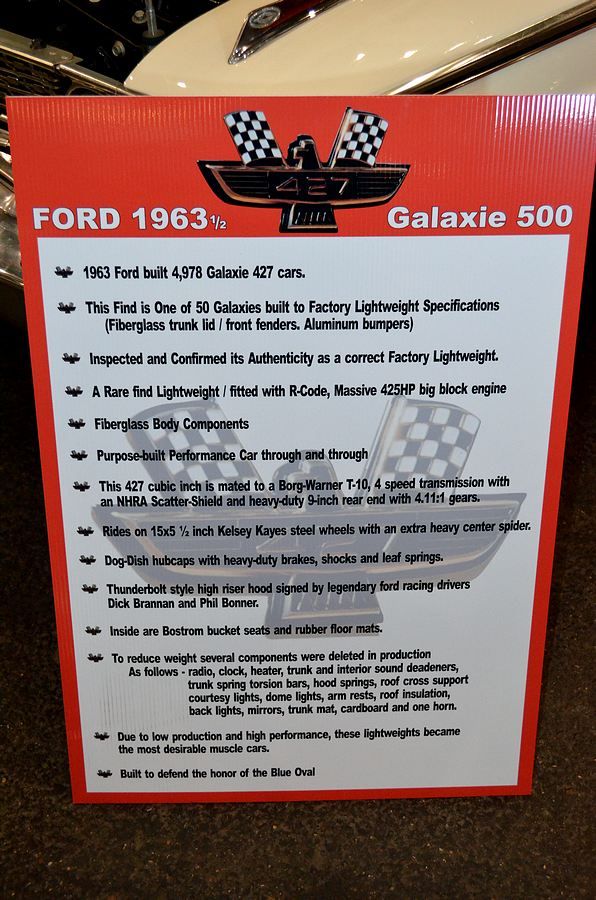 427
FORD 1963 1/2
Galaxie 500
1963 Ford built 4,978 Galaxie 427 cars.
This Find is One of 50 Galaxies built to Factory Lightweight Specifications
(Fiberglass trunk lid / front fenders. Aluminum bumpers)
Inspected and Confirmed its Authenticity as a correct Factory Lightweight.
A Rare find Lightweight / fitted with R-Code, Massive 425HP big block engine
Fiberglass Body Components
Purpose-built Performance Car through and through
This 427 cubic inch is mated to a Borg-Warner T-10, 4 speed transmission with
an NHRA Scatter-Shield and heavy-duty 9-inch rear end with 4.11:1 gears.
Rides on 15x5 ½ inch Kelsey Kayes steel wheels with an extra heavy center spider.
Dog-Dish hubcaps with heavy-duty brakes, shocks and leaf springs.
Thunderbolt style high riser hood signed by legendary ford racing drivers
Dick Brannan and Phil Bonner.
Inside are Bostrom bucket seats and rubber floor mats.
To reduce weight several components were deleted in production
As follows - radio, clock, heater, trunk and interior sound deadeners,
trunk spring torsion bars, hood springs, roof cross support
courtesy lights, dome lights, arm rests, roof insulation,
back lights, mirrors, trunk mat, cardboard and one horn.
Due to low production and high performance, these lightweights became
the most desirable muscle cars.
Built to defend the honor of the Blue Oval